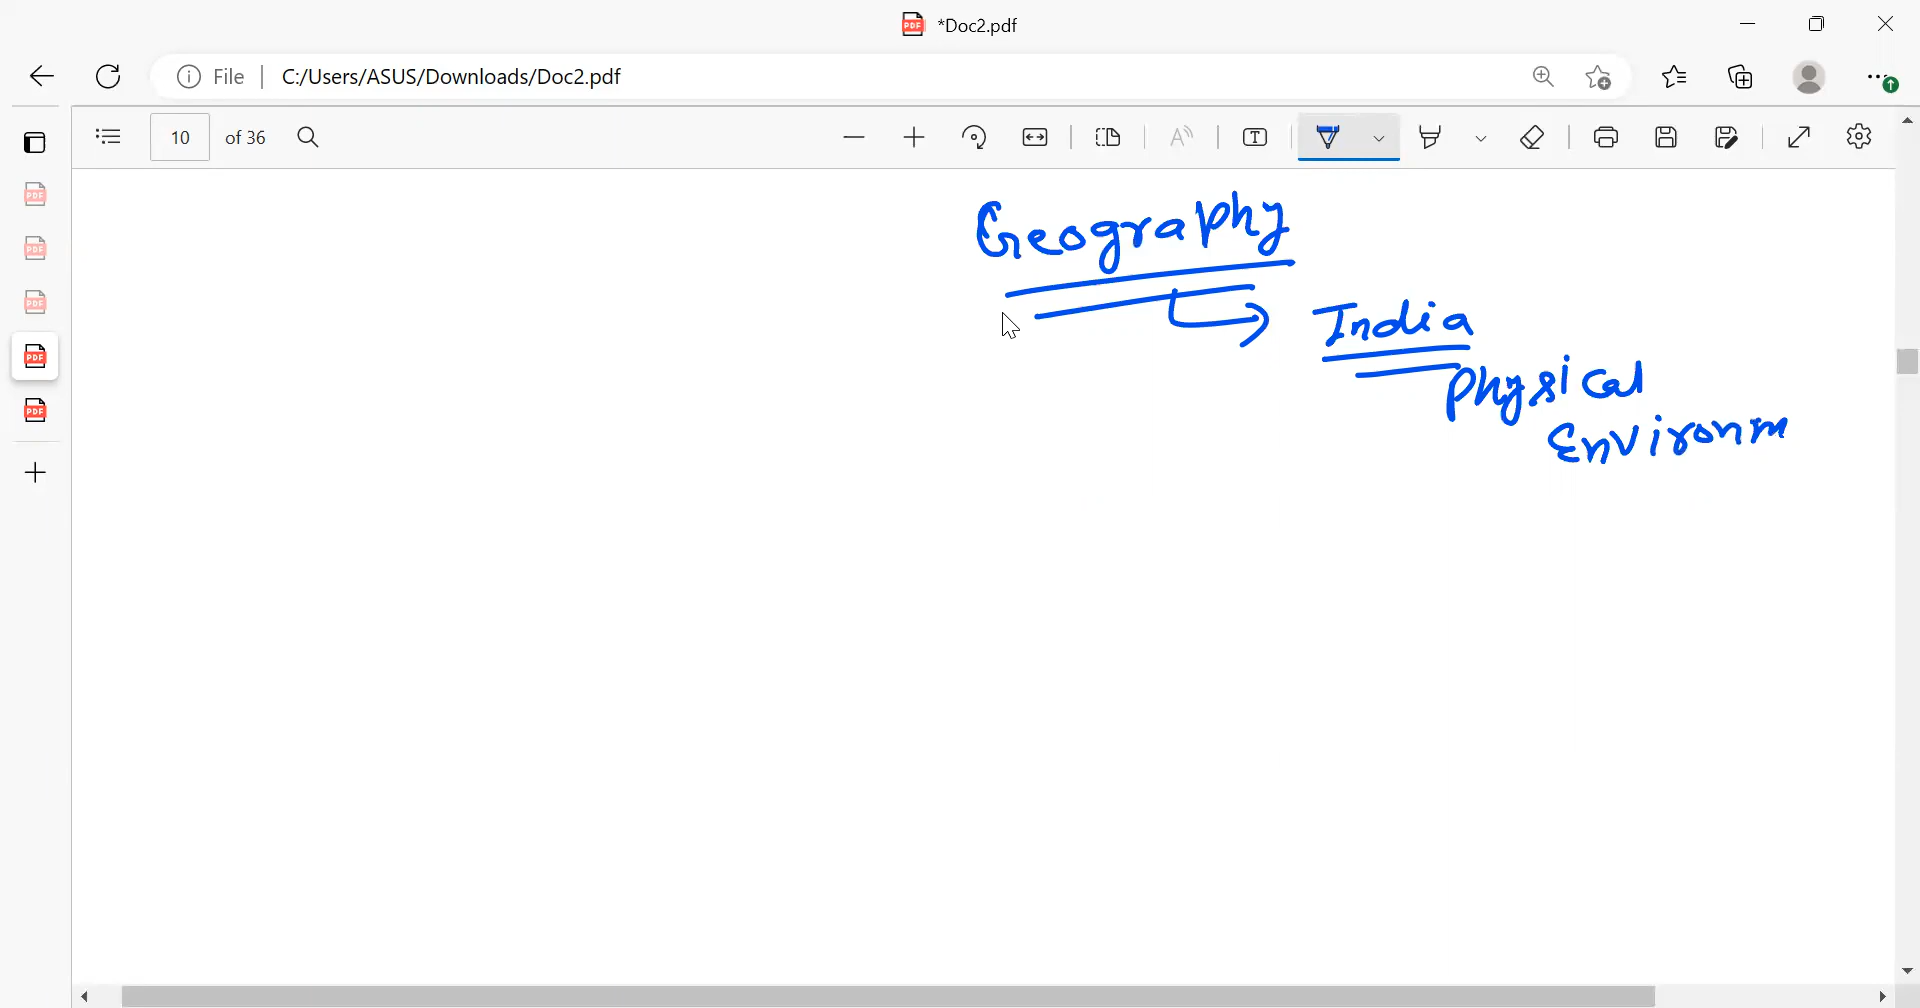 *Doc2.pdf
File | C:/Users/ASUS/Downloads/Doc2.pdf
10 of 36
Geography
India
Physical
Environm